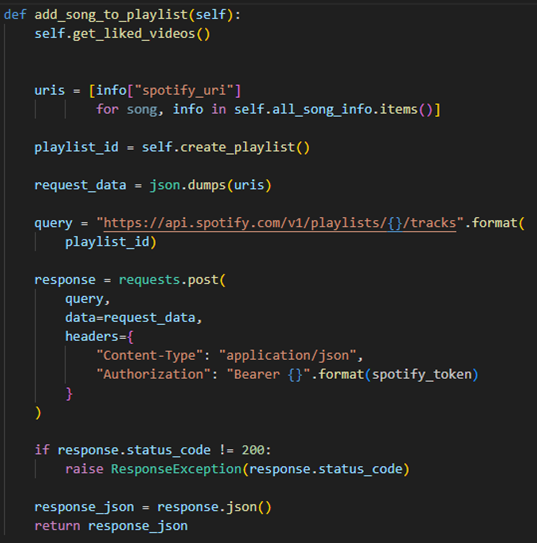 def add_song_to_playlist(self):
    self.get_liked_videos()

    uris = [info["spotify_uri"]
            for song, info in self.all_song_info.items()]

    playlist_id = self.create_playlist()

    request_data = json.dumps(uris)

    query = "https://api.spotify.com/v1/playlists/{}/tracks".format(
        playlist_id)

    response = requests.post(
        query,
        data=request_data,
        headers={
            "Content-Type": "application/json",
            "Authorization": "Bearer {}".format(spotify_token)
        }
    )

    if response.status_code != 200:
        raise ResponseException(response.status_code)

    response_json = response.json()
    return response_json